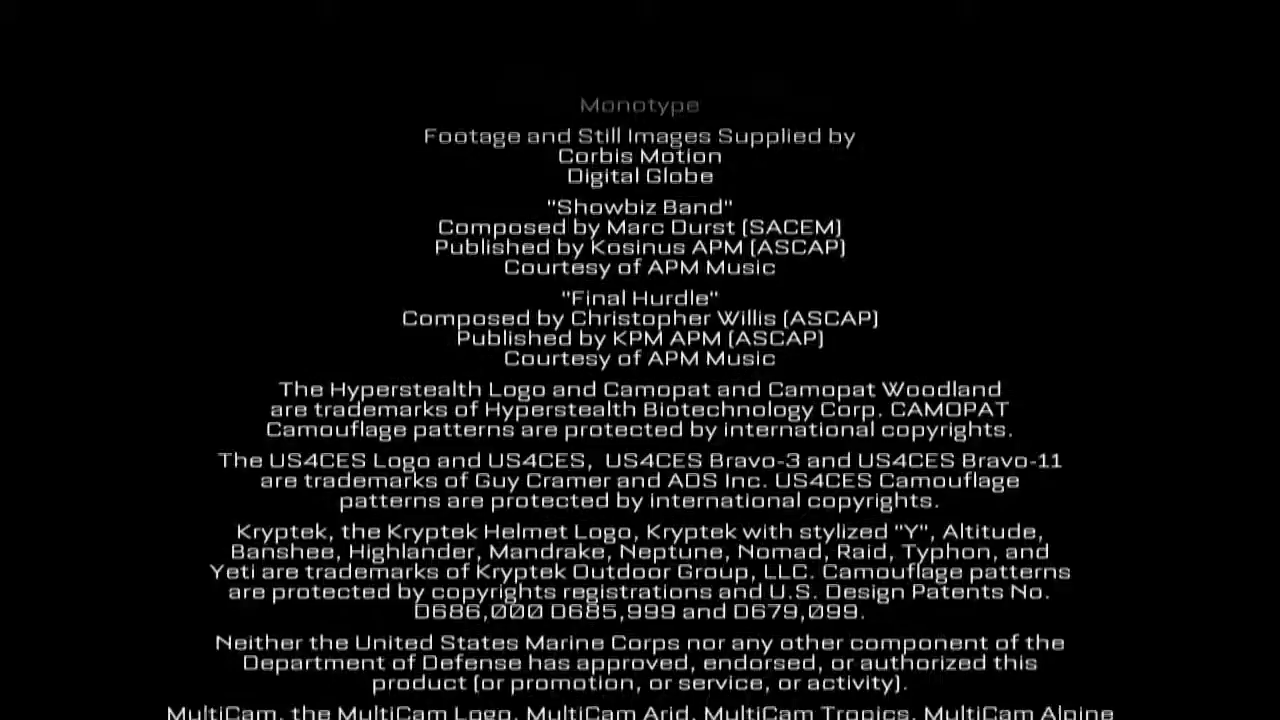 Monotype
Footage and Still Images Supplied by
Corbis Motion
Digital Globe
"Showbiz Band"
Composed by Marc Durst (SACEM)
Published by Kosinus APM (ASCAP)
Courtesy of APM Music
"Final Hurdle"
Composed by Christopher Willis (ASCAP)
Published by KPM APM (ASCAP)
Courtesy of APM Music
The Hyperstealth Logo and Camopat and Camopat Woodland
are trademarks of Hyperstealth Biotechnology Corp. CAMOPAT
Camouflage patterns are protected by international copyrights.
The US4CES Logo and US4CES, US4CES Bravo-3 and US4CES Bravo-11
are trademarks of Guy Cramer and ADS Inc. US4CES Camouflage
patterns are protected by international copyrights.
Kryptek, the Kryptek Helmet Logo, Kryptek with stylized "Y", Altitude,
Banshee, Highlander, Mandrake, Neptune, Nomad, Raid, Typhon, and
Yeti are trademarks of Kryptek Outdoor Group, LLC. Camouflage patterns
are protected by copyrights registrations and U.S. Design Patents No.
D686,000 D685,999 and D679,099.
Neither the United States Marine Corps nor any other component of the
Department of Defense has approved, endorsed, or authorized this
product (or promotion, or service, or activity).
MultiCam, the MultiCam Logo, MultiCam Arid, MultiCam Tropics, MultiCam Alpine